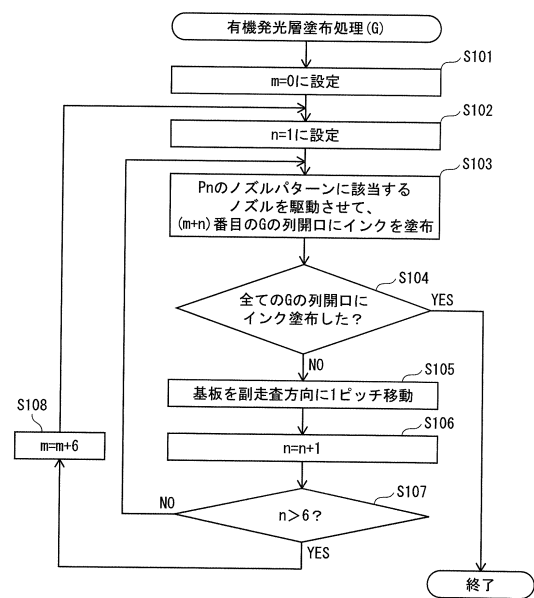 有機発光層塗布処理(G)
S101
m=0に設定
S102
n=1に設定
S103
Pnのノズルパターンに該当する
ノズルを駆動させて、
(m+n)番目のGの列開口にインクを塗布
S104
全てのGの列開口に
インク塗布した？
YES
NO
S105
基板を副走査方向に1ピッチ移動
S106
n=n+1
S107
n＞6？
NO
YES
S108
m=m+6
終了